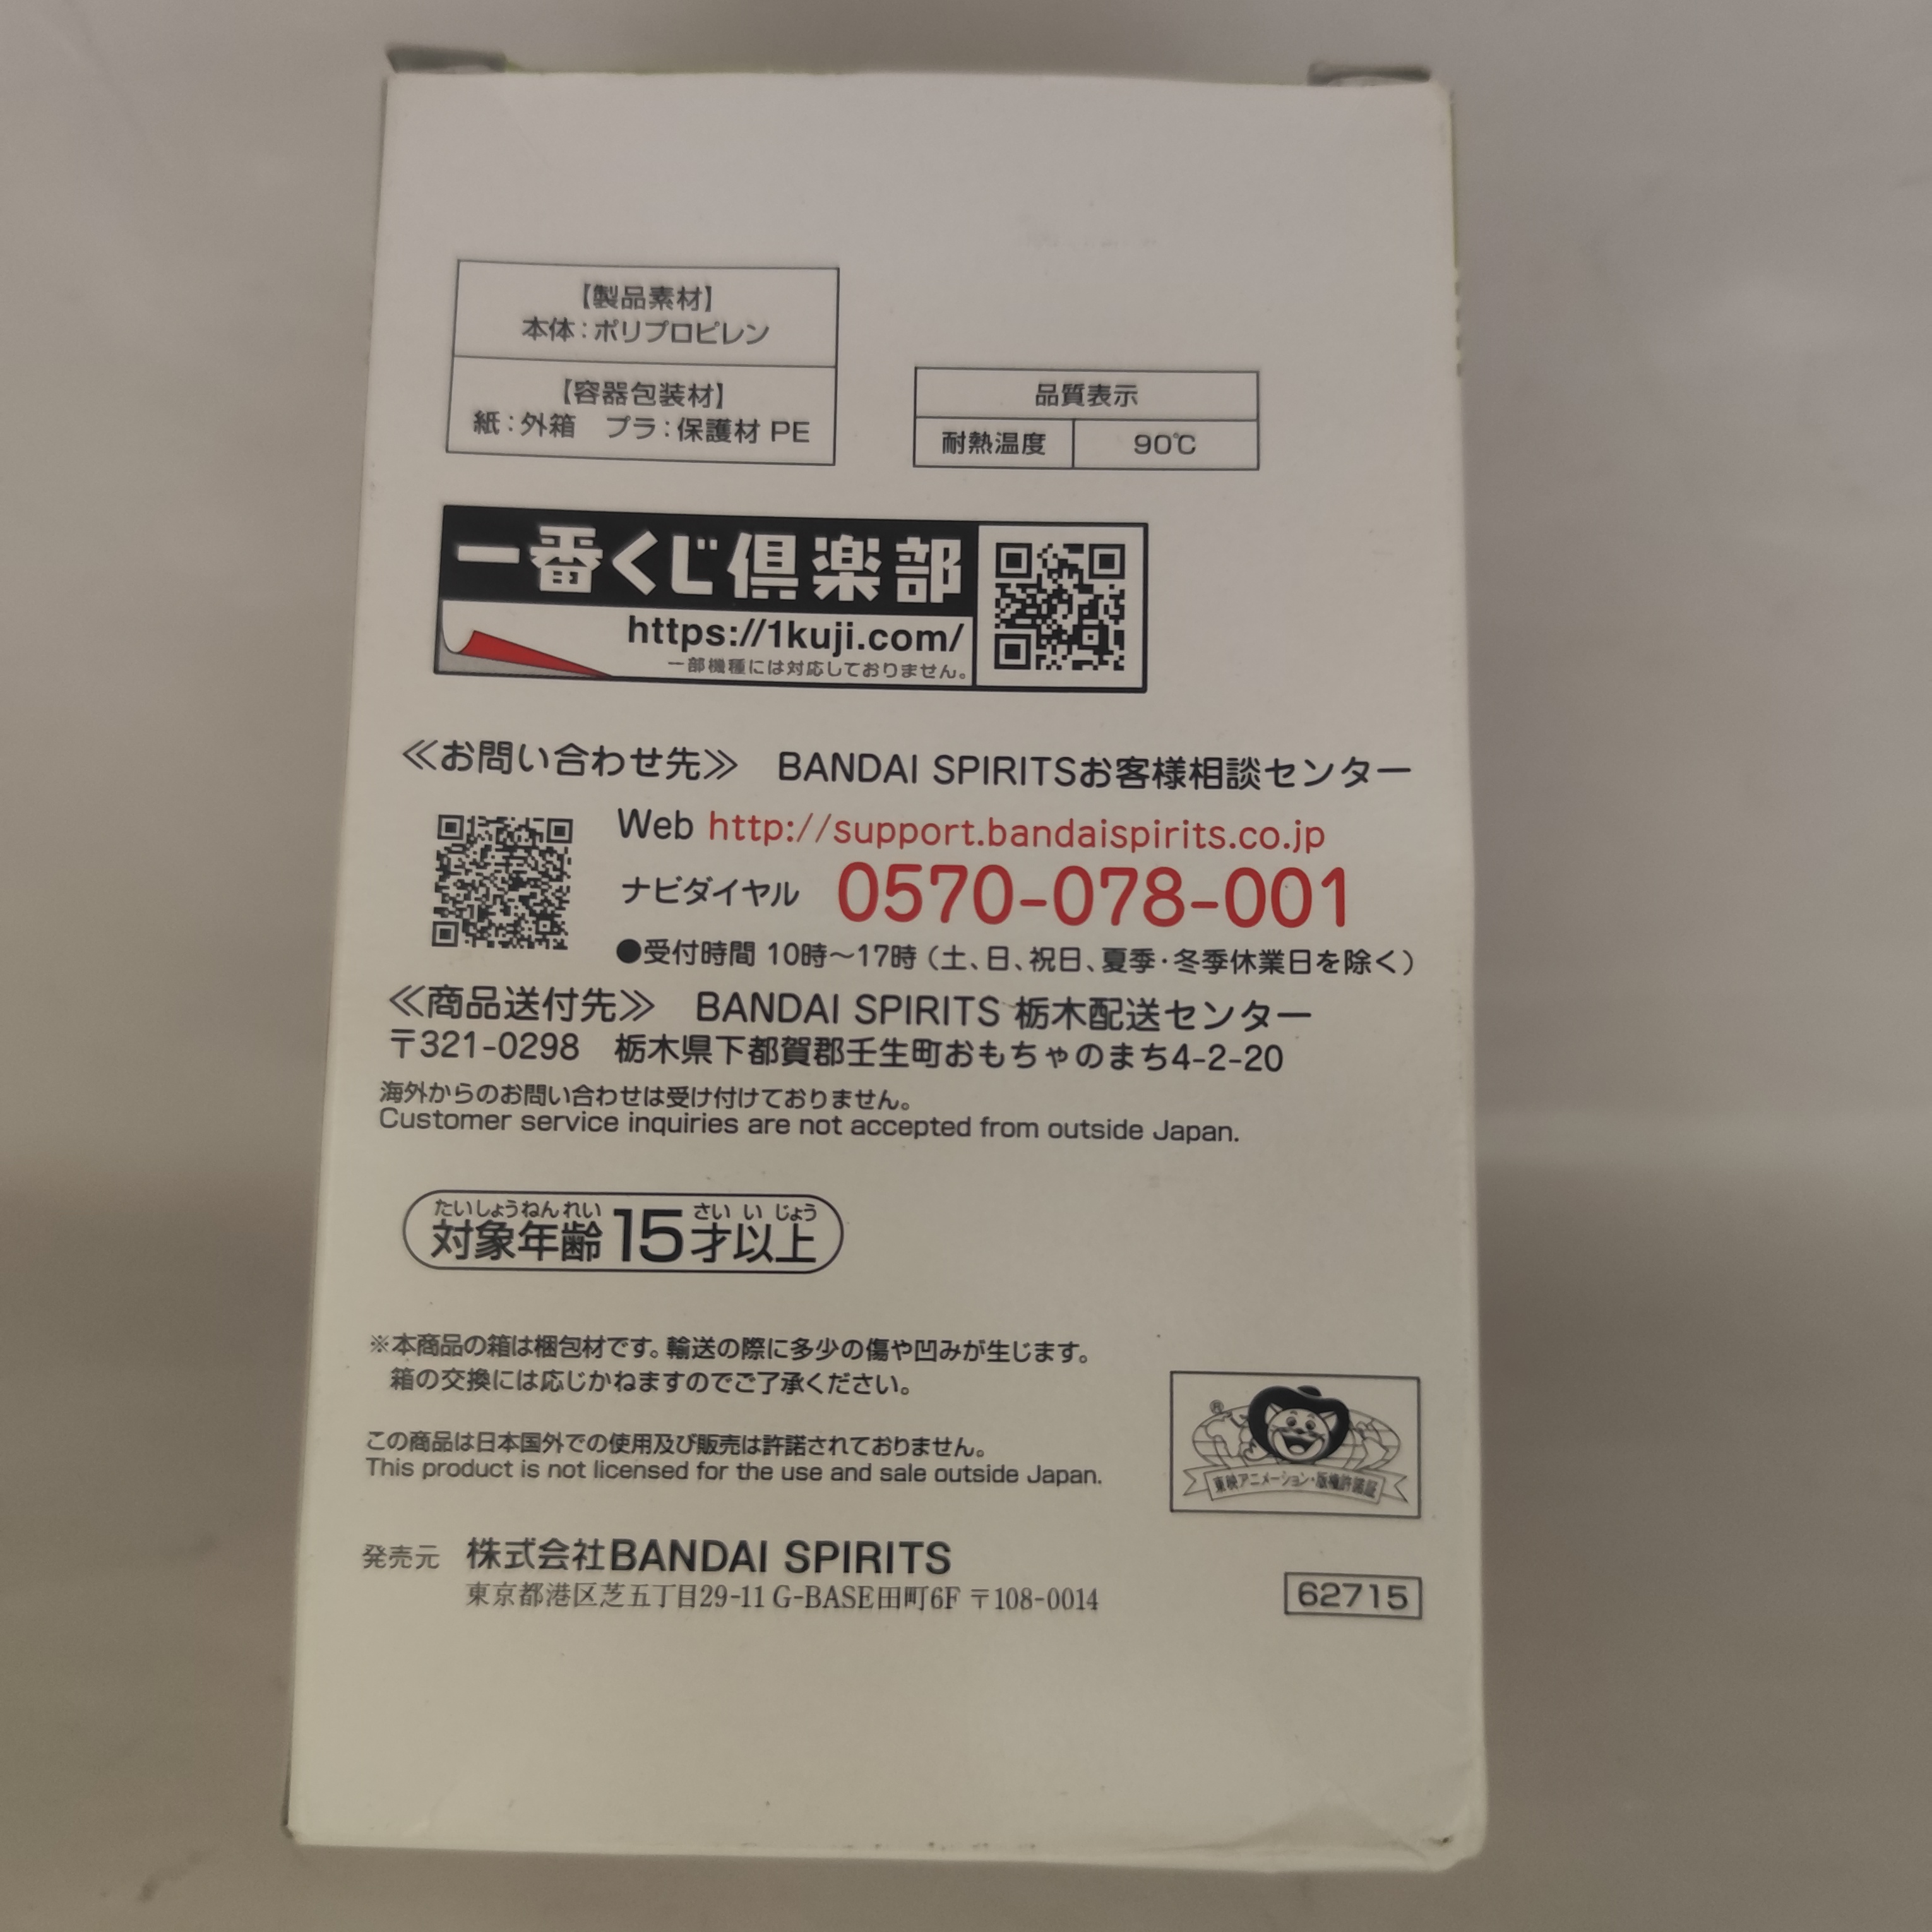 【製品素材】
本体：ポリプロピレン
【容器包装材】
紙：外箱　プラ：保護材 PE
品質表示
耐熱温度　90℃
一番くじ倶楽部
https://1kuji.com/
一部機種には対応しておりません。
≪お問い合わせ先≫　BANDAI SPIRITSお客様相談センター
Web http://support.bandaispirits.co.jp
ナビダイヤル　0570-078-001
●受付時間 10時～17時（土、日、祝日、夏季・冬季休業日を除く）
≪商品送付先≫　BANDAI SPIRITS 栃木配送センター
〒321-0298　栃木県下都賀郡壬生町おもちゃのまち4-2-20
海外からのお問い合わせは受け付けておりません。
Customer service inquiries are not accepted from outside Japan.
たいしょうねんれい　さい い じょう
対象年齢 15才以上
※本商品の箱は梱包材です。輸送の際に多少の傷や凹みが生じます。
箱の交換には応じかねますのでご了承ください。
この商品は日本国外での使用及び販売は許諾されておりません。
This product is not licensed for the use and sale outside Japan.
®
東映アニメーション・版権許諾証
発売元　株式会社BANDAI SPIRITS
東京都港区芝五丁目29-11 G-BASE田町6F 〒108-0014
62715